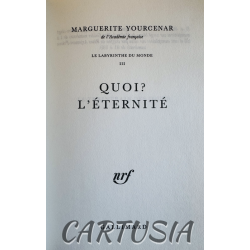 MARGUERITE YOURCENAR
de l'Académie française
LE LABYRINTHE DU MONDE
III
QUOI?
L'ÉTERNITÉ
nrf
GALLIMARD
CARTUSIA